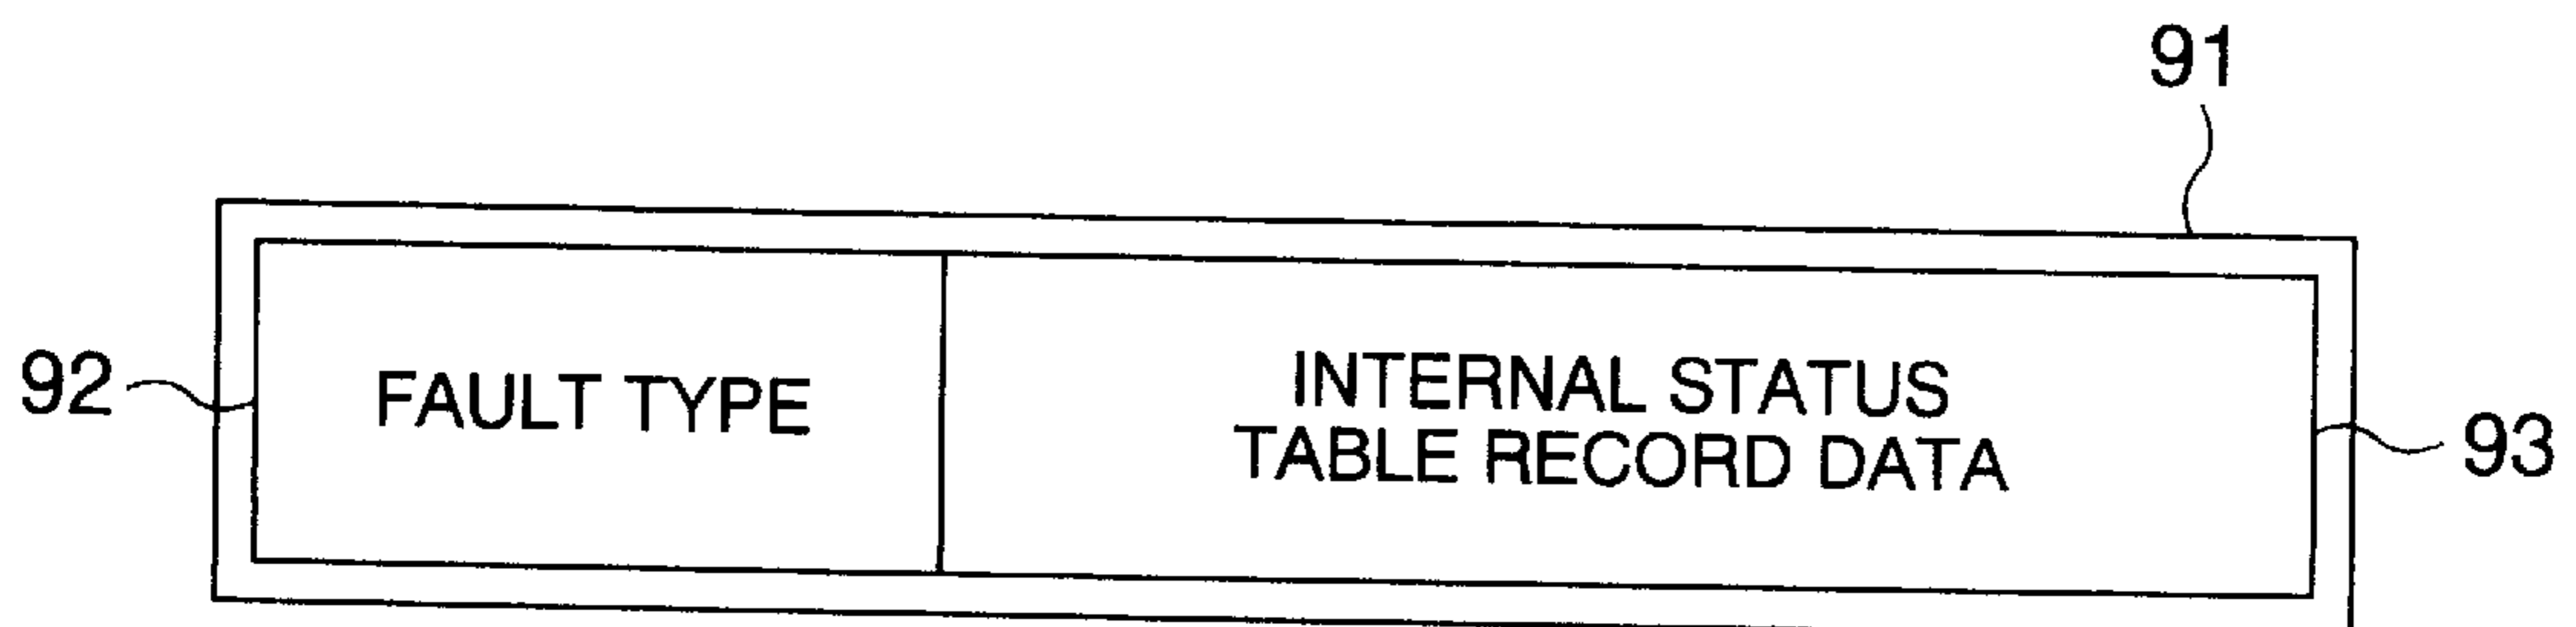 91
92
FAULT TYPE
INTERNAL STATUS
TABLE RECORD DATA
93